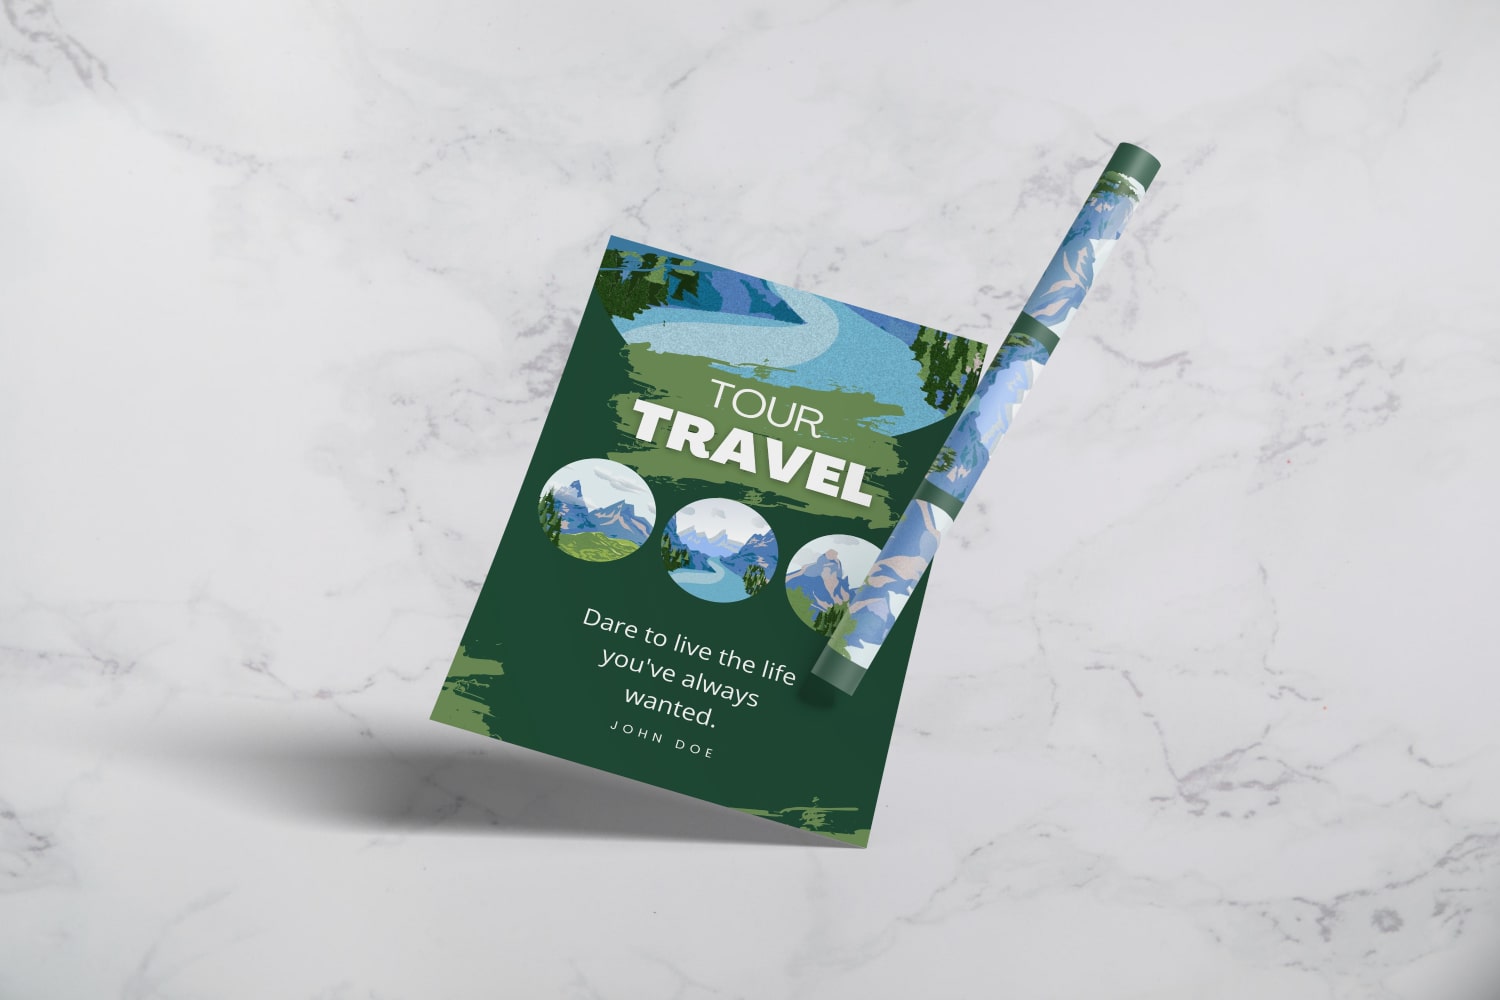 TOUR
TRAVEL
Dare to live the life
you've always
wanted.
JOHN DOE